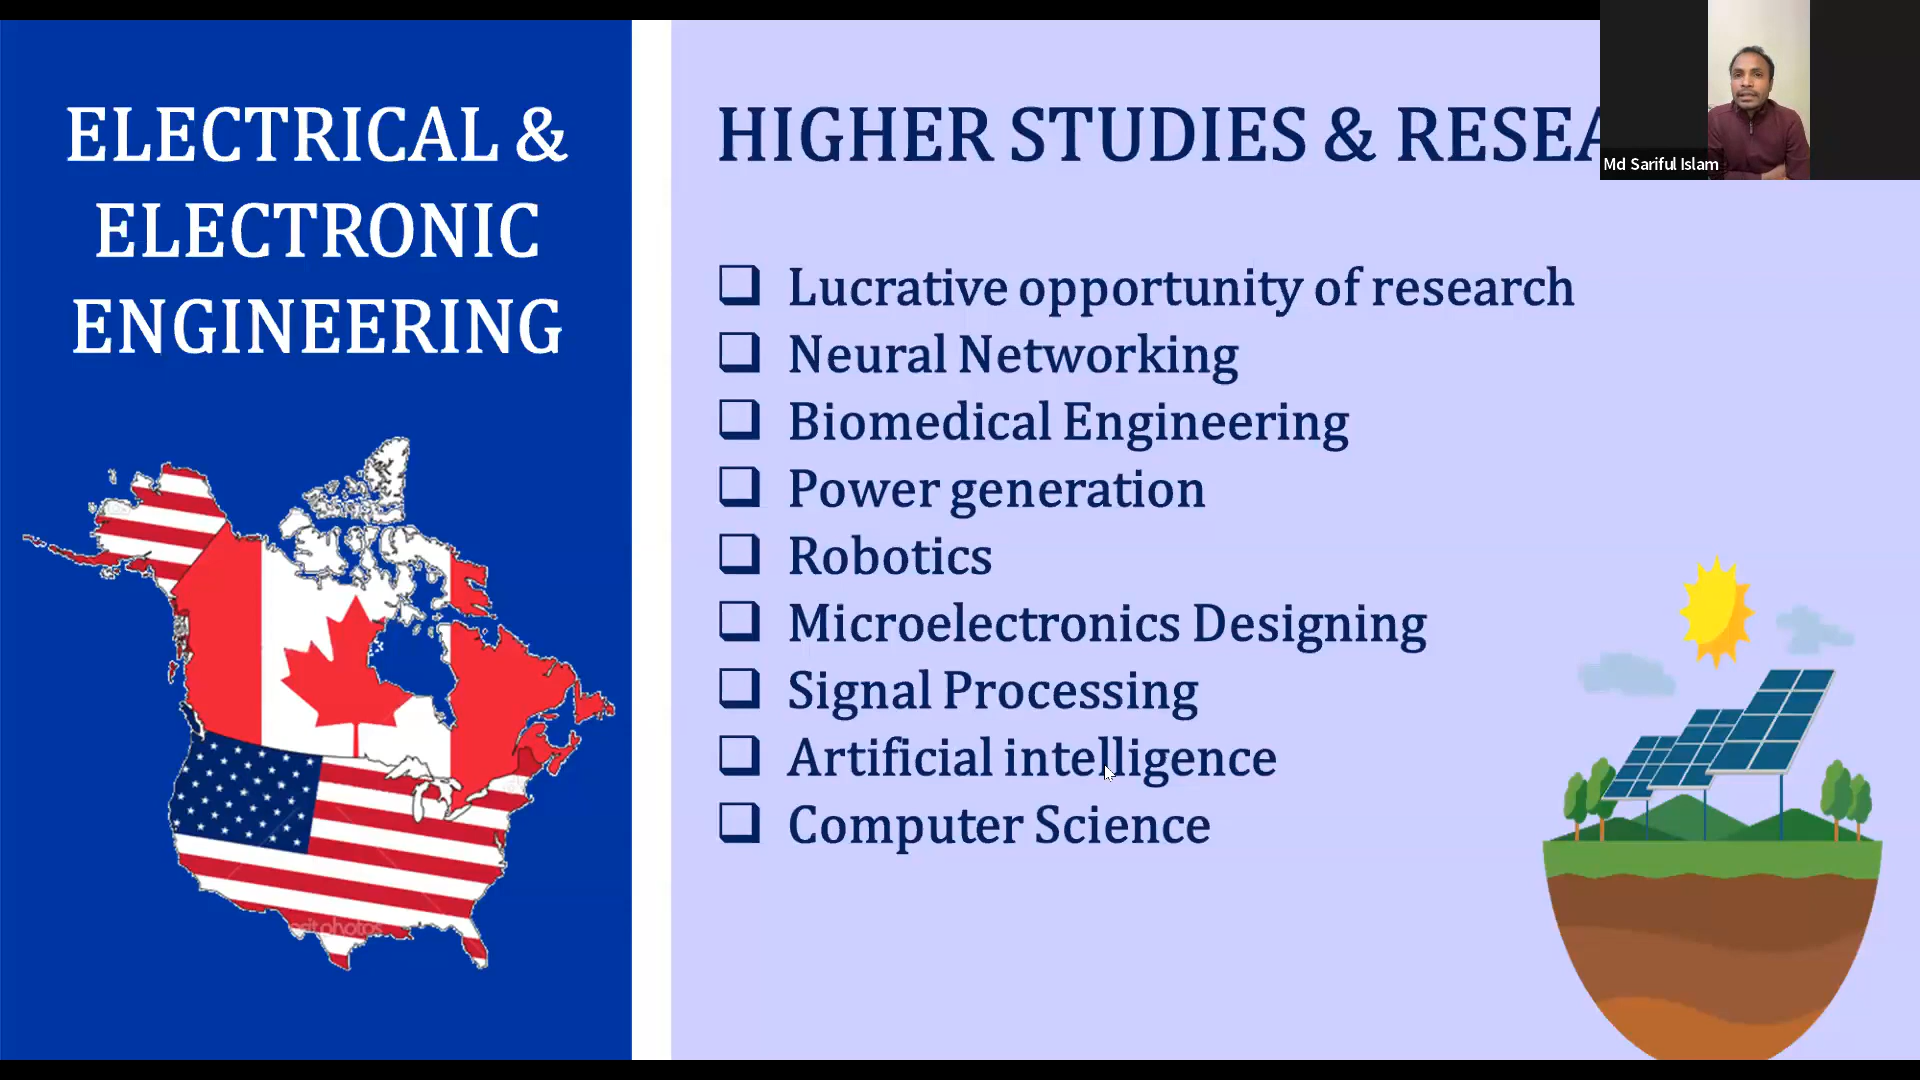 ELECTRICAL &
ELECTRONIC
ENGINEERING
HIGHER STUDIES &
Md Sariful Islam
Lucrative opportunity of research
Neural Networking
Biomedical Engineering
Power generation
Robotics
Microelectronics Designing
Signal Processing
Artificial intelligence
Computer Science